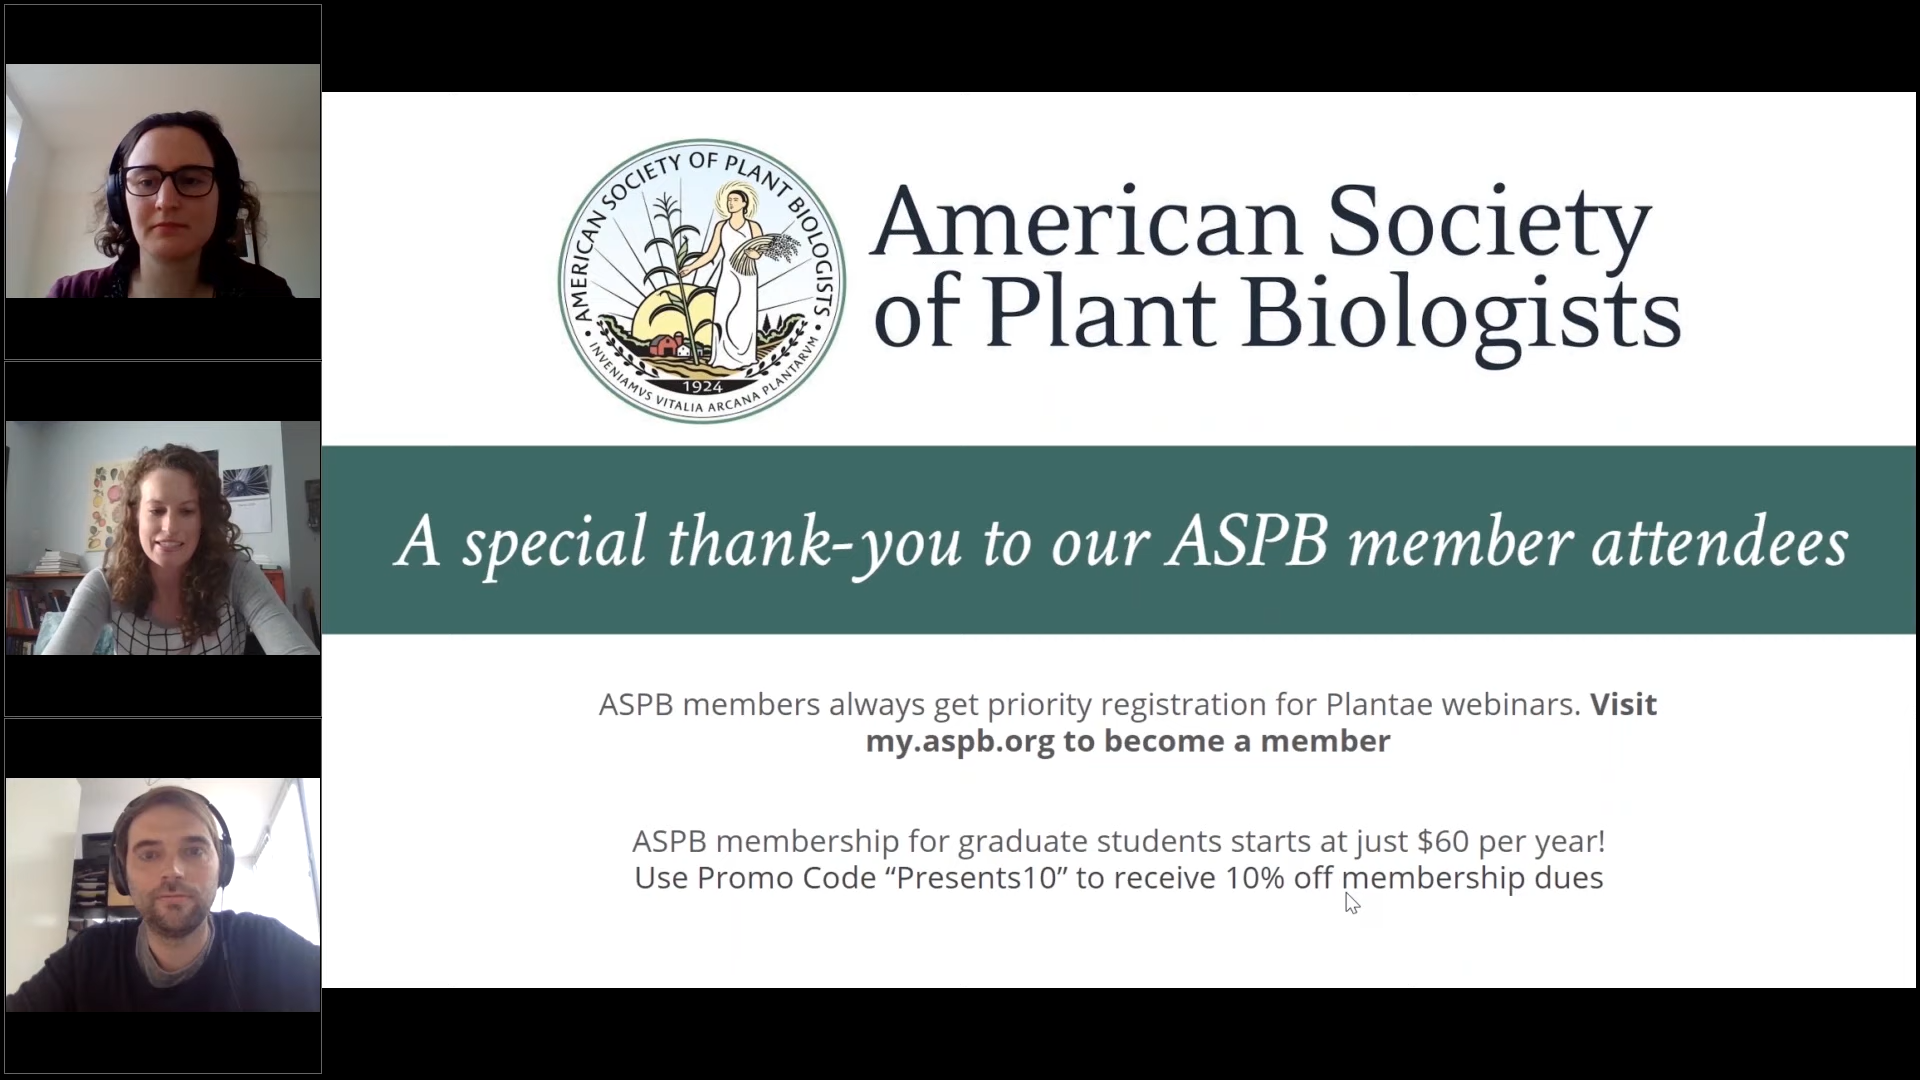 AMERICAN SOCIETY OF PLANT BIOLOGISTS
1924
INVENIAMVS VITALIA ARCANA PLANTARVM
American Society
of Plant Biologists
A special thank-you to our ASPB member attendees
ASPB members always get priority registration for Plantae webinars. Visit
my.aspb.org to become a member
ASPB membership for graduate students starts at just $60 per year!
Use Promo Code “Presents10” to receive 10% off membership dues